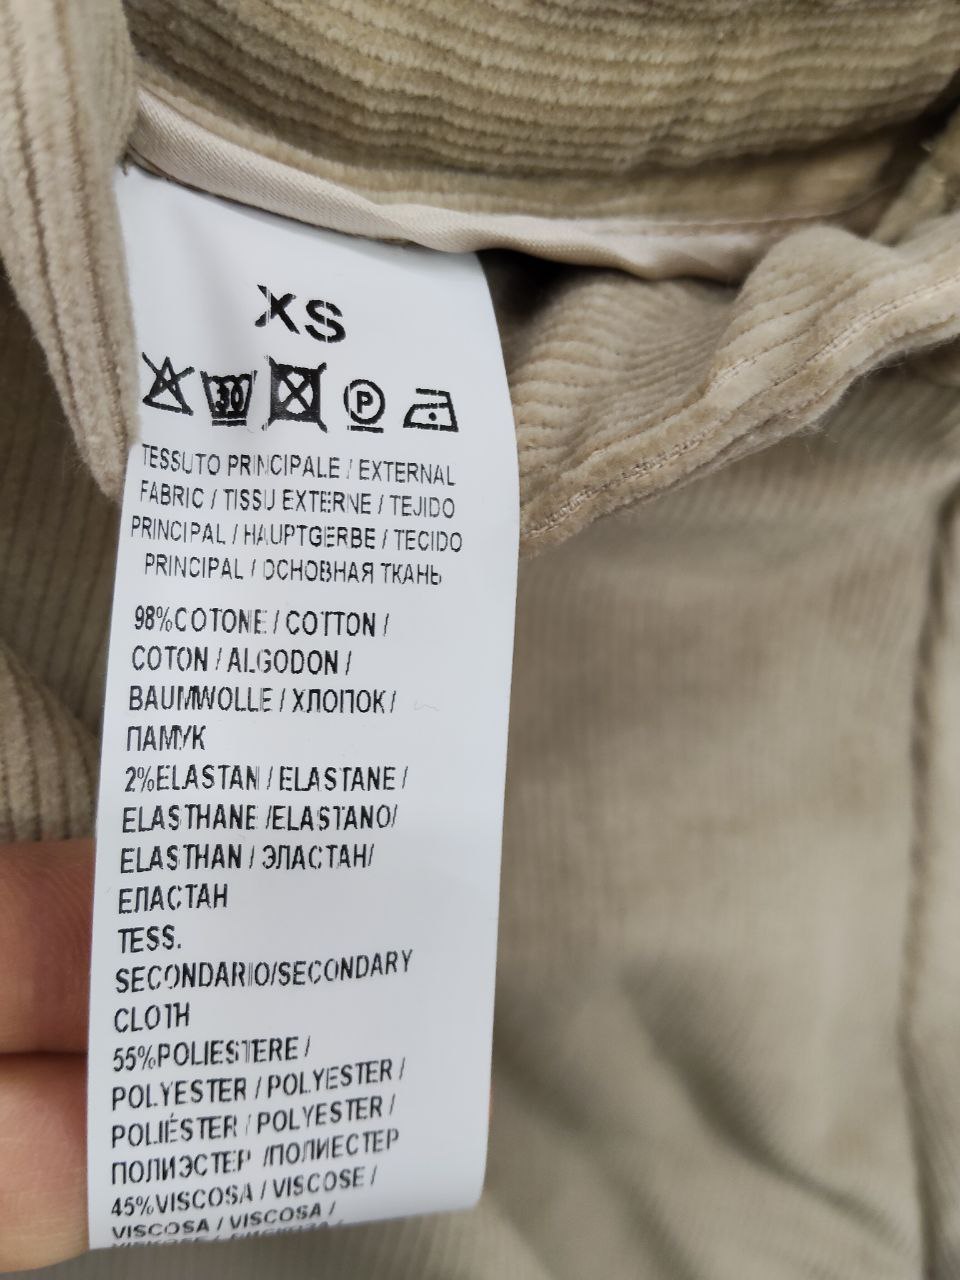 XS
30
P
TESSUTO PRINCIPALE / EXTERNAL
FABRIC / TISSU EXTERNE / TEJIDO
PRINCIPAL / HAUPTGERBE / TECIDO
PRINCIPAL / ОСНОВНАЯ ТКАНЬ
98%COTONE / COTTON /
COTON / ALGODON /
BAUMWOLLE / ХЛОПОК /
ПАМУК
2%ELASTAN / ELASTANE /
ELASTHANE /ELASTANO/
ELASTHAN / ЭЛАСТАН/
ЕЛАСТАН
TESS.
SECONDARIO/SECONDARY
CLOTH
55%POLIESTERE /
POLYESTER / POLYESTER /
POLIÉSTER / POLYESTER /
ПОЛИЭСТЕР /ПОЛИЕСТЕР
45%VISCOSA / VISCOSE /
VISCOSA / VISCOSA /